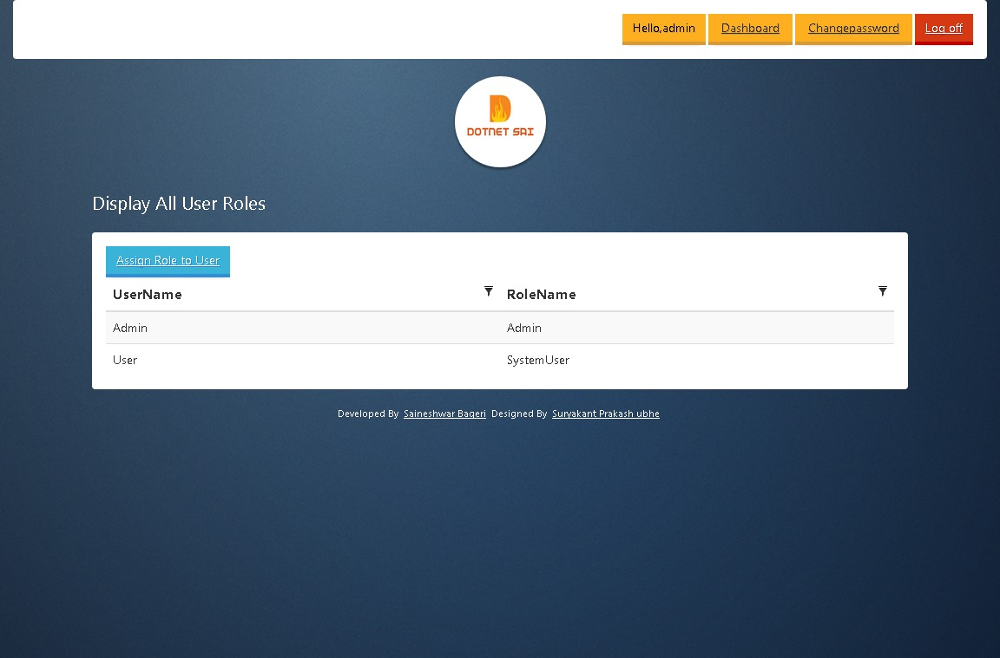 Hello,admin Dashboard Changepassword Log off
DOTNET SAI
Display All User Roles
Assign Role to User
UserName RoleName
Admin Admin
User SystemUser
Developed By Saineshwar Bageri Designed By Suryakant Prakash ubhe